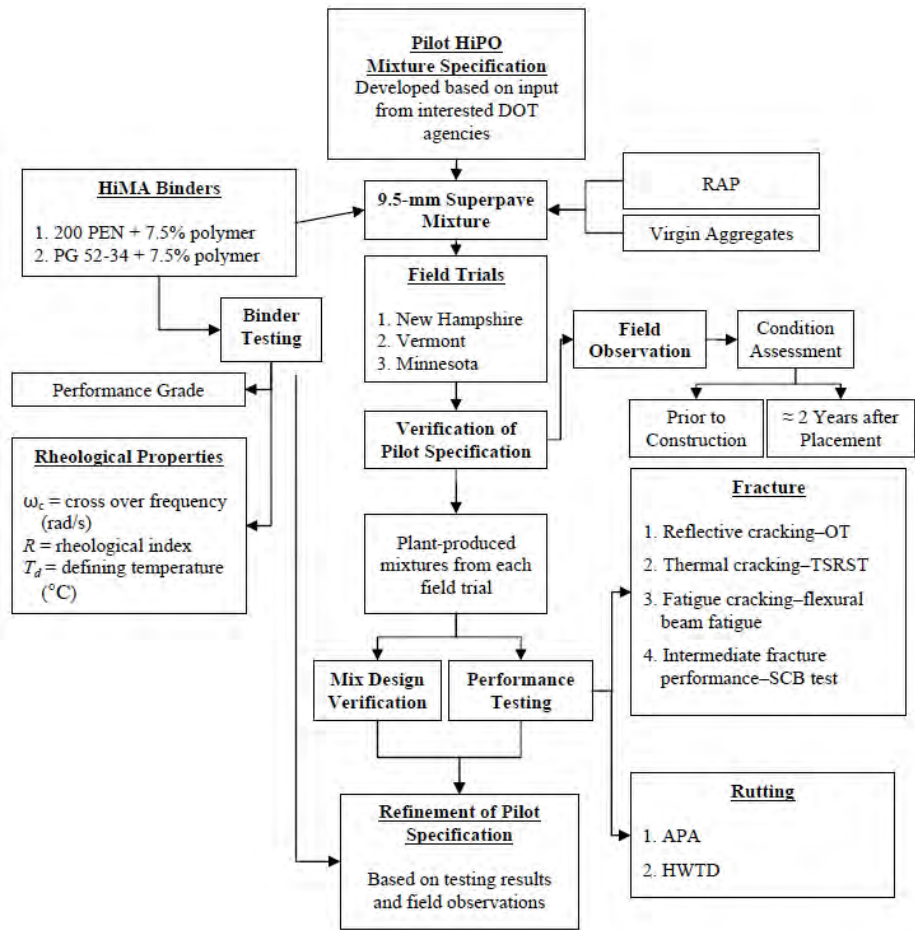 Pilot HiPO
Mixture Specification
Developed based on input
from interested DOT
agencies
HiMA Binders
1. 200 PEN + 7.5% polymer
2. PG 52-34 + 7.5% polymer
9.5-mm Superpave
Mixture
RAP
Virgin Aggregates
Field Trials
1. New Hampshire
2. Vermont
3. Minnesota
Binder
Testing
Field
Observation
Condition
Assessment
Performance Grade
Prior to
Construction
≈ 2 Years after
Placement
Verification of
Pilot Specification
Rheological Properties
ωc = cross over frequency
(rad/s)
R = rheological index
Td = defining temperature
(°C)
Fracture
1. Reflective cracking–OT
2. Thermal cracking–TSRST
3. Fatigue cracking–flexural
beam fatigue
4. Intermediate fracture
performance–SCB test
Plant-produced
mixtures from each
field trial
Mix Design
Verification
Performance
Testing
Rutting
1. APA
2. HWTD
Refinement of Pilot
Specification
Based on testing results
and field observations